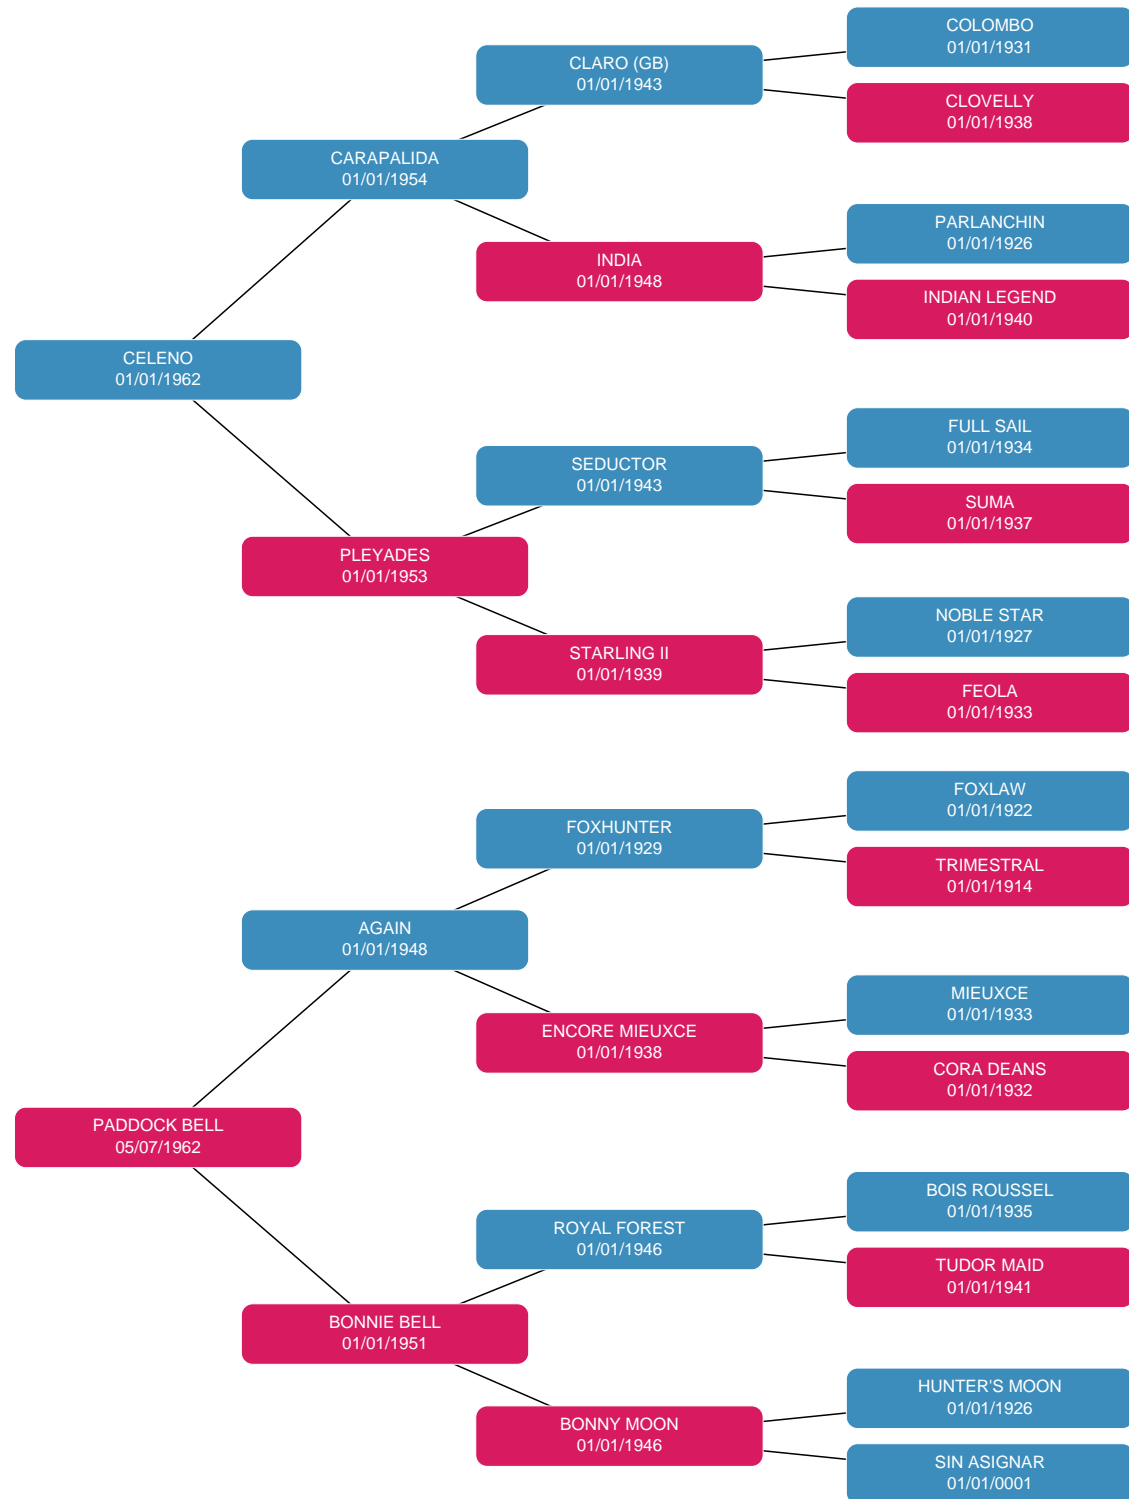 COLOMBO
01/01/1931
CLARO (GB)
01/01/1943
CLOVELLY
01/01/1938
CARAPALIDA
01/01/1954
PARLANCHIN
01/01/1926
INDIA
01/01/1948
INDIAN LEGEND
01/01/1940
CELENO
01/01/1962
FULL SAIL
01/01/1934
SEDUCTOR
01/01/1943
SUMA
01/01/1937
PLEYADES
01/01/1953
NOBLE STAR
01/01/1927
STARLING II
01/01/1939
FEOLA
01/01/1933
FOXLAW
01/01/1922
FOXHUNTER
01/01/1929
TRIMESTRAL
01/01/1914
AGAIN
01/01/1948
MIEUXCE
01/01/1933
ENCORE MIEUXCE
01/01/1938
CORA DEANS
01/01/1932
PADDOCK BELL
05/07/1962
BOIS ROUSSEL
01/01/1935
ROYAL FOREST
01/01/1946
TUDOR MAID
01/01/1941
BONNIE BELL
01/01/1951
HUNTER'S MOON
01/01/1926
BONNY MOON
01/01/1946
SIN ASIGNAR
01/01/0001